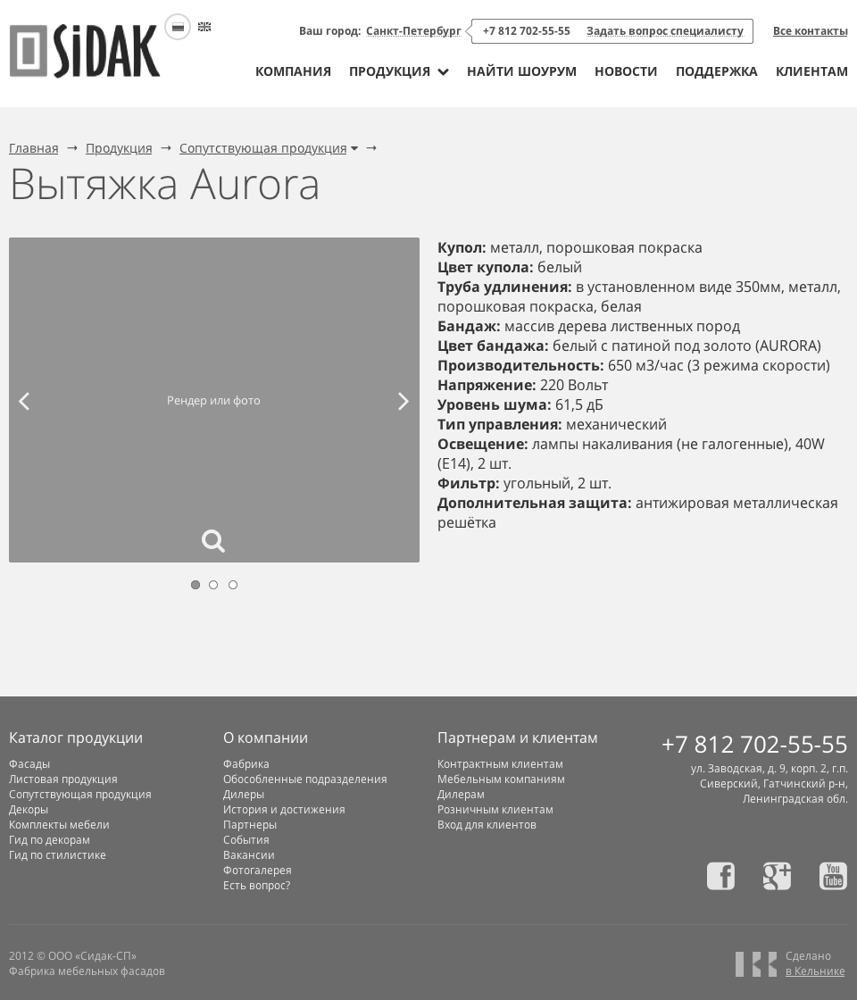 SiDAK
Ваш город: Санкт-Петербург
+7 812 702-55-55 Задать вопрос специалисту
Все контакты
КОМПАНИЯ ПРОДУКЦИЯ НАЙТИ ШОУРУМ НОВОСТИ ПОДДЕРЖКА КЛИЕНТАМ
Главная → Продукция → Сопутствующая продукция →
Вытяжка Aurora
Рендер или фото
Купол: металл, порошковая покраска
Цвет купола: белый
Труба удлинения: в установленном виде 350мм, металл,
порошковая покраска, белая
Бандаж: массив дерева лиственных пород
Цвет бандажа: белый с патиной под золото (AURORA)
Производительность: 650 м3/час (3 режима скорости)
Напряжение: 220 Вольт
Уровень шума: 61,5 дБ
Тип управления: механический
Освещение: лампы накаливания (не галогенные), 40W
(E14), 2 шт.
Фильтр: угольный, 2 шт.
Дополнительная защита: антижировая металлическая
решётка
Каталог продукции
Фасады
Листовая продукция
Сопутствующая продукция
Декоры
Комплекты мебели
Гид по декорам
Гид по стилистике
О компании
Фабрика
Обособленные подразделения
Дилеры
История и достижения
Партнеры
События
Вакансии
Фотогалерея
Есть вопрос?
Партнерам и клиентам
Контрактным клиентам
Мебельным компаниям
Дилерам
Розничным клиентам
Вход для клиентов
+7 812 702-55-55
ул. Заводская, д. 9, корп. 2, г.п.
Сиверский, Гатчинский р-н,
Ленинградская обл.
You
Tube
2012 © ООО «Сидак-СП»
Фабрика мебельных фасадов
Сделано
в Кельнике